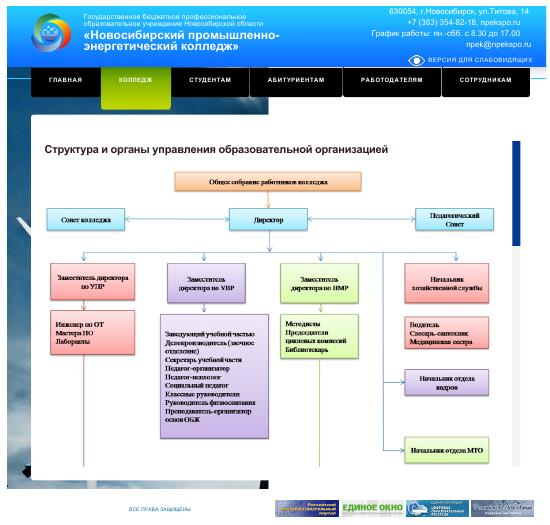 Государственное бюджетное профессиональное
образовательное учреждение Новосибирской области
«Новосибирский промышленно-
энергетический колледж»
630054, г.Новосибирск, ул.Титова, 14
+7 (383) 354-82-18, npekspo.ru
График работы: пн.-сбб. с 8.30 до 17.00
npek@npekspo.ru
ВЕРСИЯ ДЛЯ СЛАБОВИДЯЩИХ
ГЛАВНАЯ
КОЛЛЕДЖ
СТУДЕНТАМ
АБИТУРИЕНТАМ
РАБОТОДАТЕЛЯМ
СОТРУДНИКАМ
Структура и органы управления образовательной организацией
Общее собрание работников колледжа
Совет колледжа
Директор
Педагогический
Совет
Заместитель директора
по УПР
Заместитель
директора по УВР
Заместитель
директора по НМР
Начальник
хозяйственной службы
Инженер по ОТ
Мастера ПО
Лаборанты
Заведующий учебной частью
Делопроизводитель (заочное
отделение)
Секретарь учебной части
Педагог-организатор
Педагог-психолог
Социальный педагог
Классные руководители
Руководитель физвоспитания
Преподаватель-организатор
основ ОБЖ
Методисты
Председатели
цикловых комиссий
Библиотекарь
Водитель
Слесарь-сантехник
Медицинская сестра
Начальник отдела
кадров
Начальник отдела МТО
ВСЕ ПРАВА ЗАЩИЩЕНЫ
Российский
общеобразовательный
портал
ЕДИНОЕ ОКНО